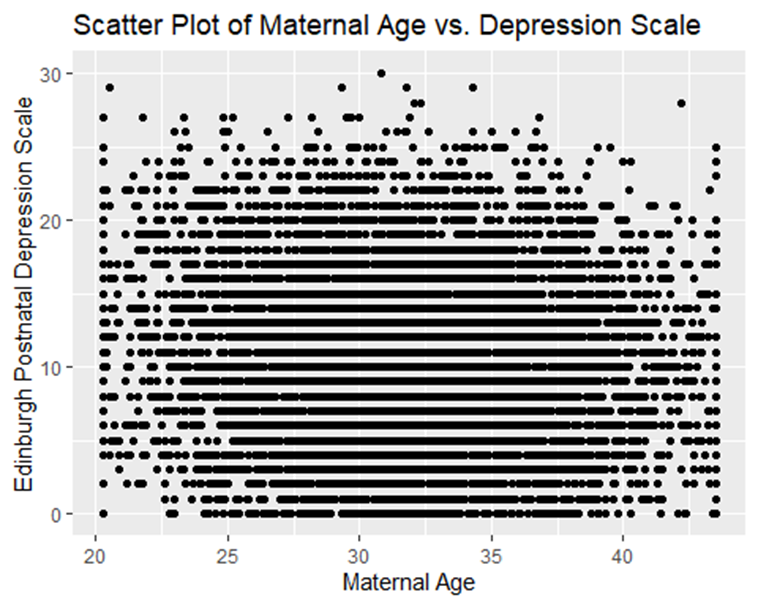 Scatter Plot of Maternal Age vs. Depression Scale
Edinburgh Postnatal Depression Scale
30
20
10
0
20 25 30 35 40
Maternal Age